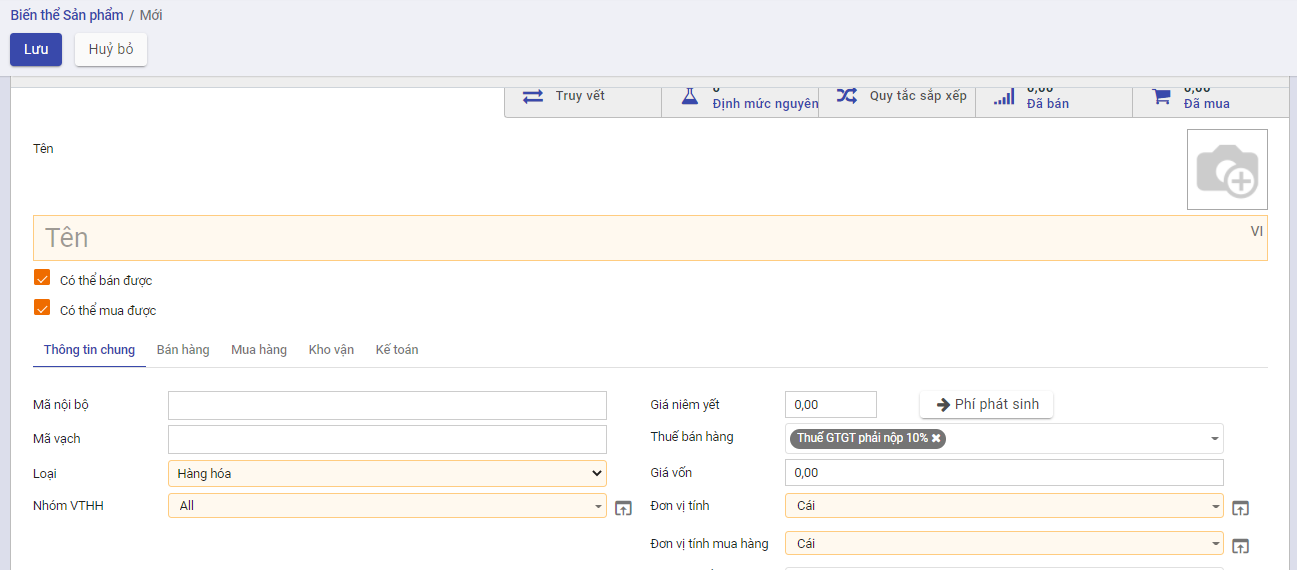 Biến thể Sản phẩm / Mới
Lưu
Huỷ bỏ
Truy vết
0
Định mức nguyên
Quy tắc sắp xếp
0,00
Đã bán
0,00
Đã mua
Tên
Tên
VI
Có thể bán được
Có thể mua được
Thông tin chung
Bán hàng
Mua hàng
Kho vận
Kế toán
Mã nội bộ
Giá niêm yết
0,00
Phí phát sinh
Mã vạch
Thuế bán hàng
Thuế GTGT phải nộp 10%
Loại
Hàng hóa
Giá vốn
0,00
Nhóm VTHH
All
Đơn vị tính
Cái
Đơn vị tính mua hàng
Cái